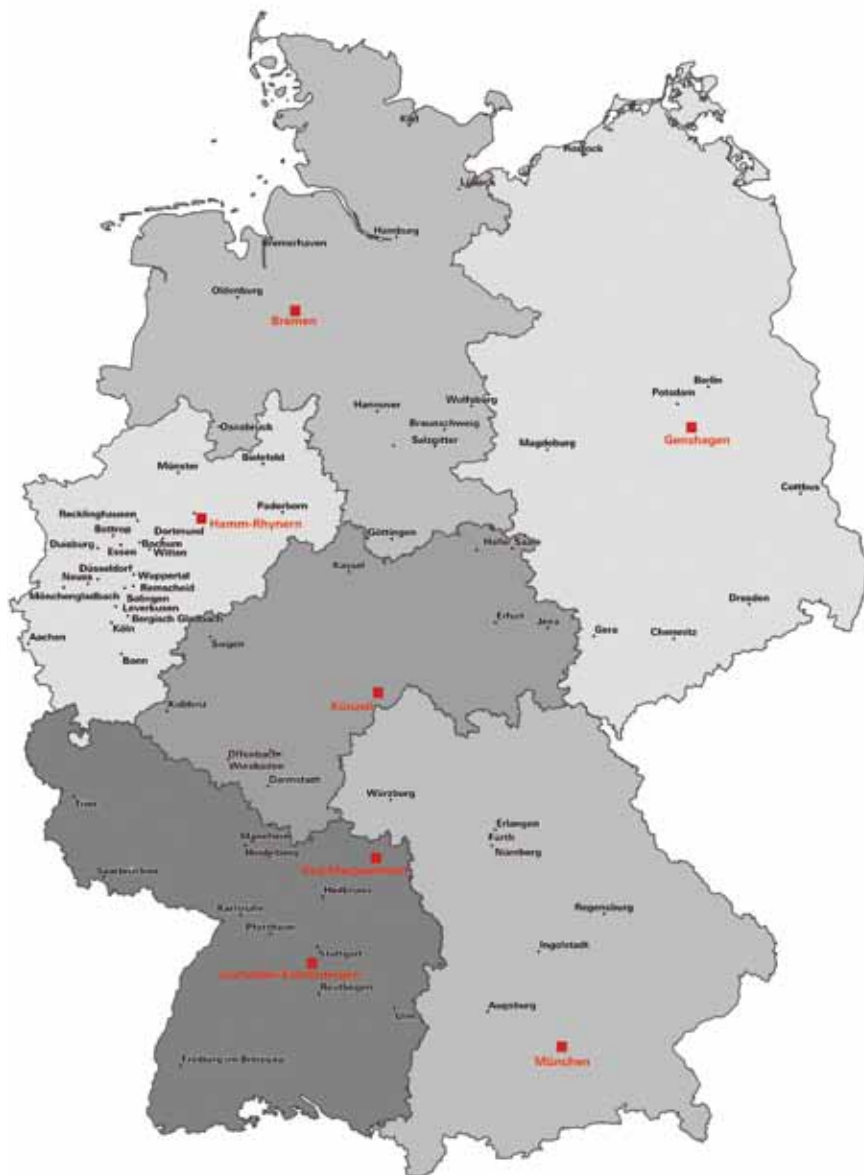 Kiel
Rostock
Lübeck
Hamburg
Bremerhaven
Oldenburg
Bremen
Berlin
Potsdam
Hannover
Wolfsburg
Genshagen
Osnabrück
Braunschweig
Salzgitter
Magdeburg
Bielefeld
Münster
Cottbus
Paderborn
Recklinghausen
Hamm-Rhynern
Bottrop
Dortmund
Göttingen
Duisburg
Bochum
Halle/Saale
Essen
Witten
Kassel
Düsseldorf
Neuss
Wuppertal
Remscheid
Mönchengladbach
Solingen
Leverkusen
Dresden
Bergisch Gladbach
Köln
Erfurt
Jena
Gera
Chemnitz
Aachen
Siegen
Bonn
Koblenz
Künzell
Offenbach
Wiesbaden
Darmstadt
Trier
Würzburg
Erlangen
Mannheim
Fürth
Heidelberg
Nürnberg
Saarbrücken
Heilbronn
Karlsruhe
Regensburg
Pforzheim
Stuttgart
Ingolstadt
Reutlingen
Augsburg
Ulm
München
Freiburg im Breisgau